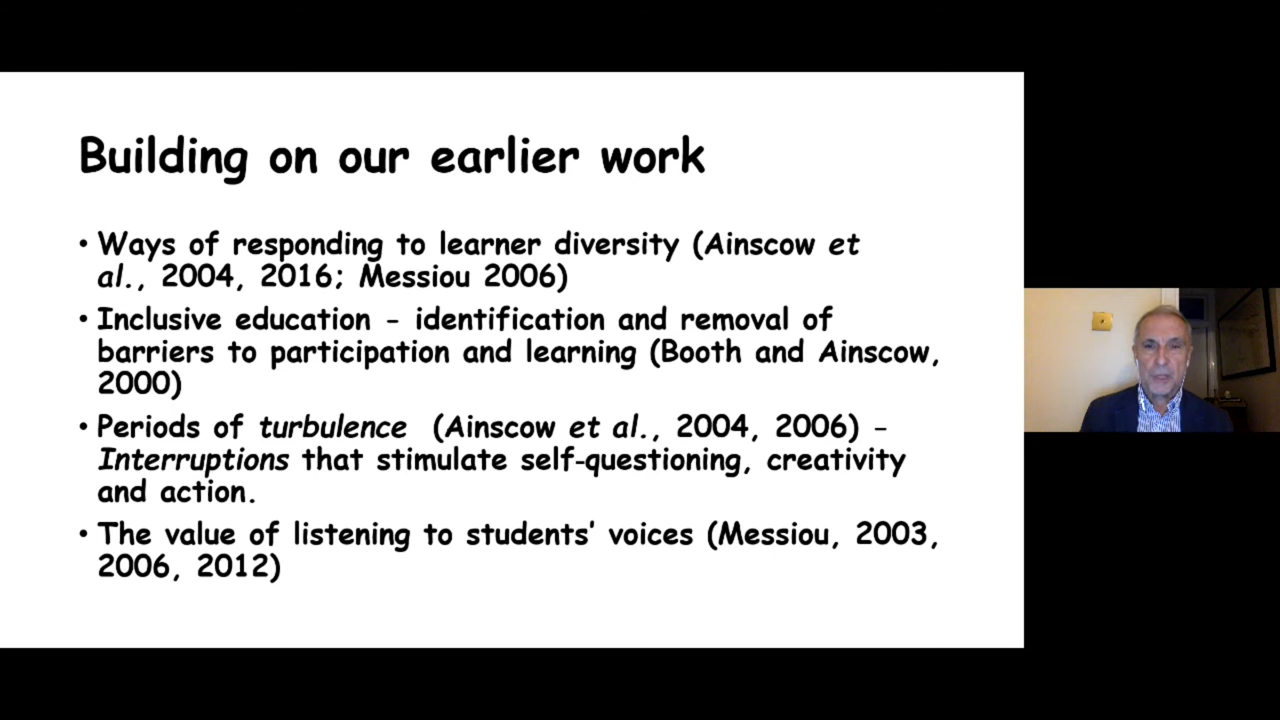 Building on our earlier work
• Ways of responding to learner diversity (Ainscow et
al., 2004, 2016; Messiou 2006)
• Inclusive education - identification and removal of
barriers to participation and learning (Booth and Ainscow,
2000)
• Periods of turbulence (Ainscow et al., 2004, 2006) -
Interruptions that stimulate self-questioning, creativity
and action.
• The value of listening to students’ voices (Messiou, 2003,
2006, 2012)